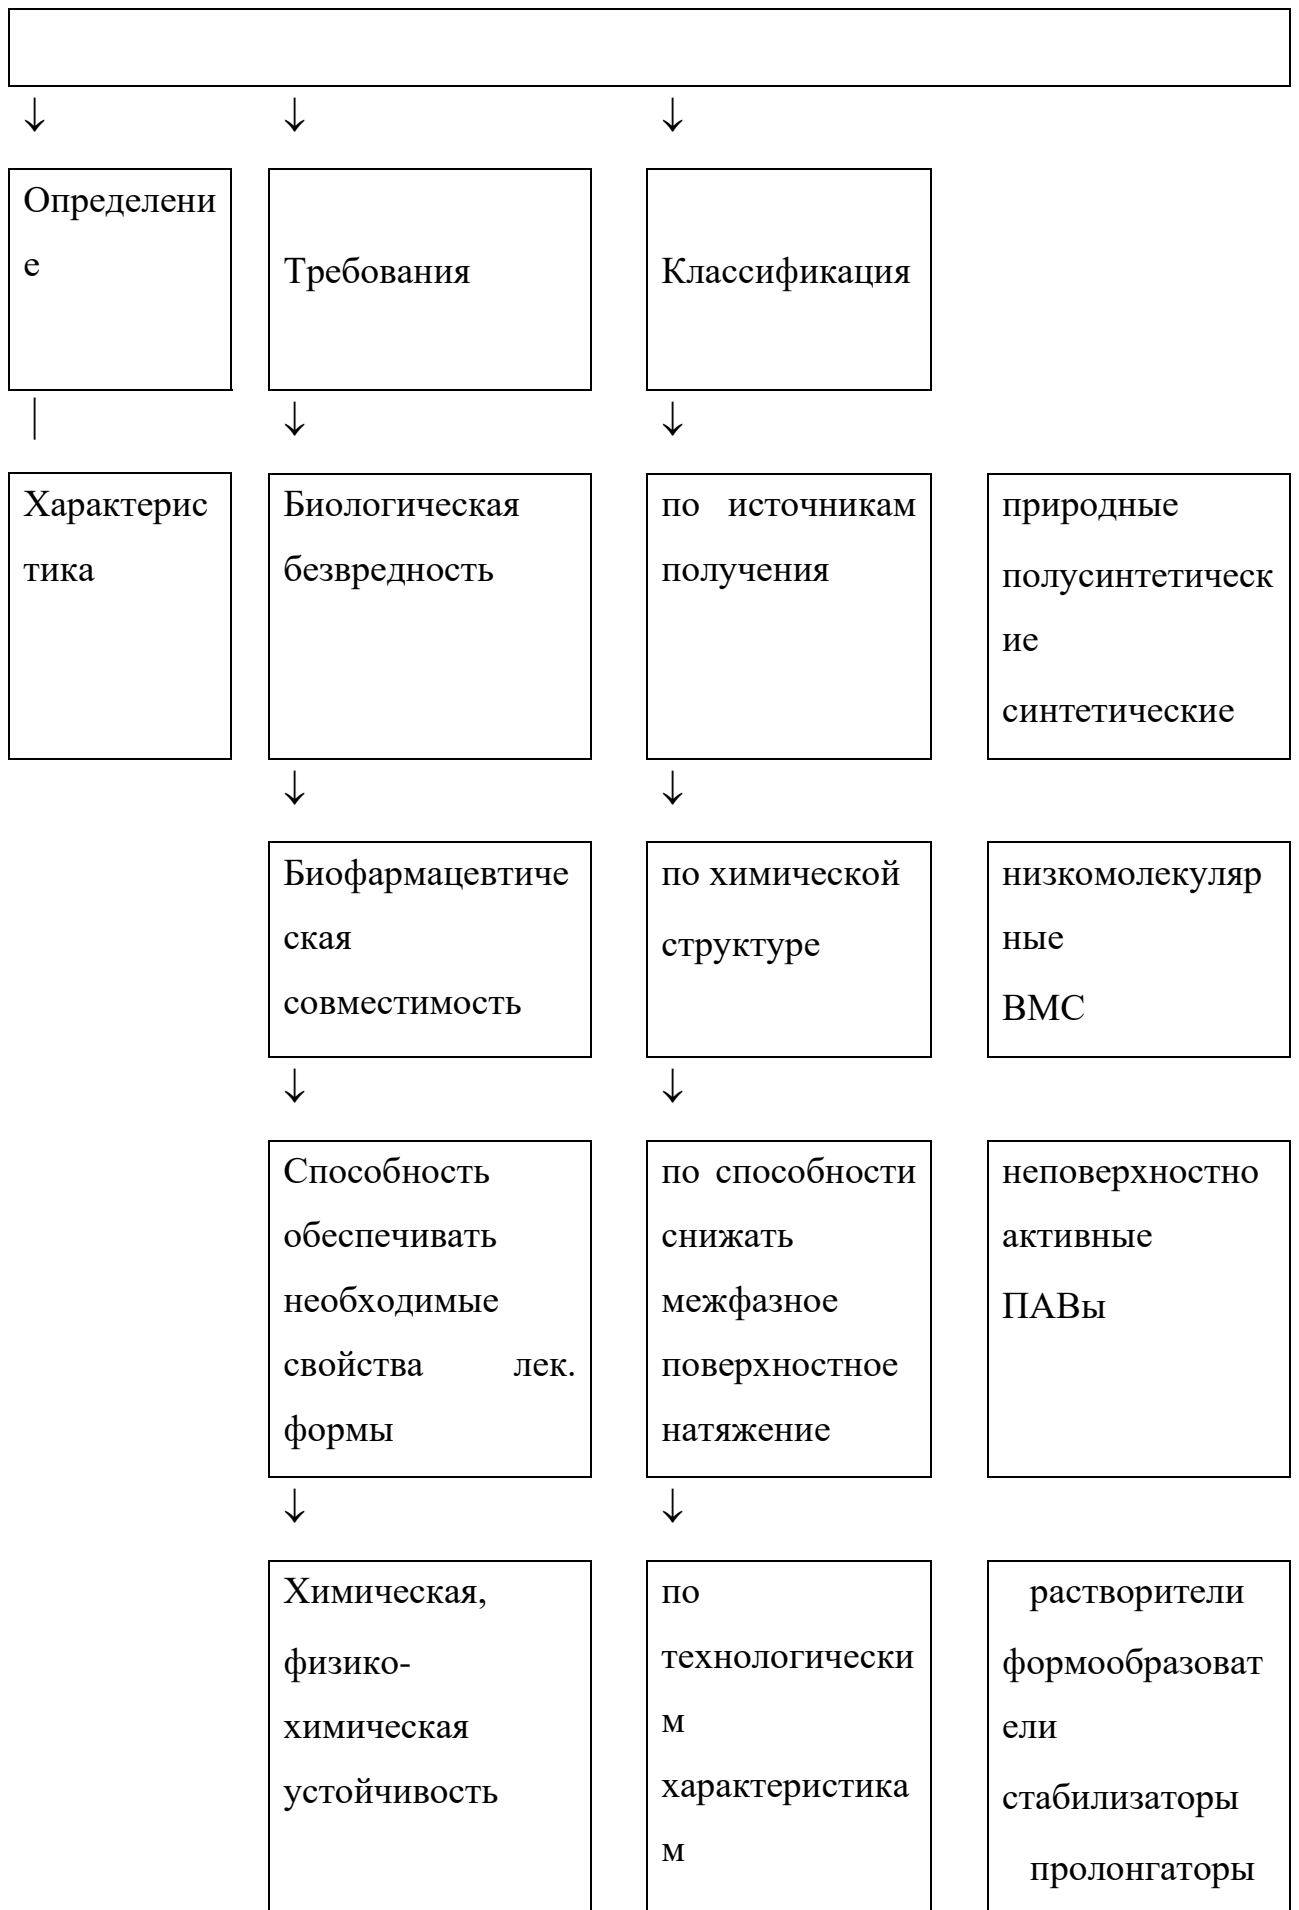 Определени
е
Требования
Классификация
Характерис
тика
Биологическая
безвредность
по источникам
получения
природные
полусинтетическ
ие
синтетические
Биофармацевтиче
ская
совместимость
по химической
структуре
низкомолекуляр
ные
ВМС
Способность
обеспечивать
необходимые
свойства лек.
формы
по способности
снижать
межфазное
поверхностное
натяжение
неповерхностно
активные
ПАВы
Химическая,
физико-
химическая
устойчивость
по
технологически
м
характеристика
м
растворители
формообразоват
ели
стабилизаторы
пролонгаторы